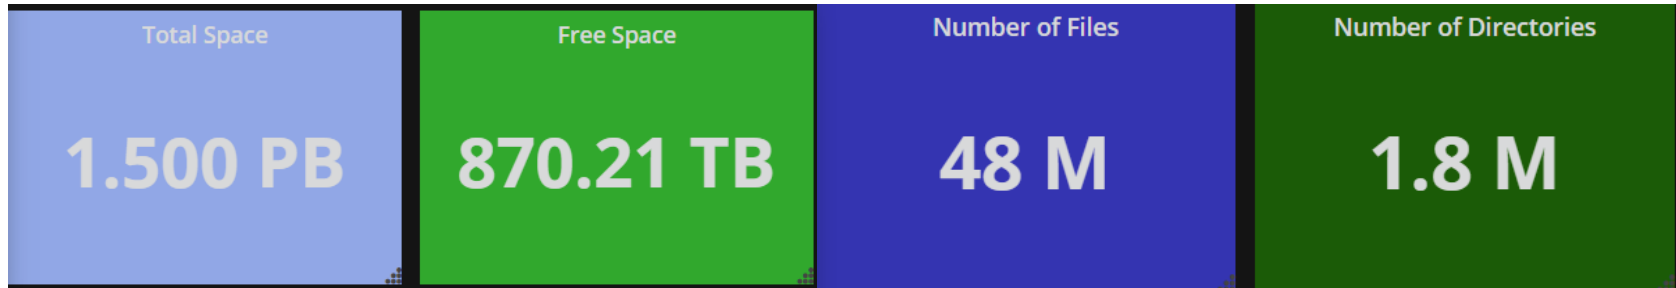 Total Space
1.500 PB
Free Space
870.21 TB
Number of Files
48 M
Number of Directories
1.8 M